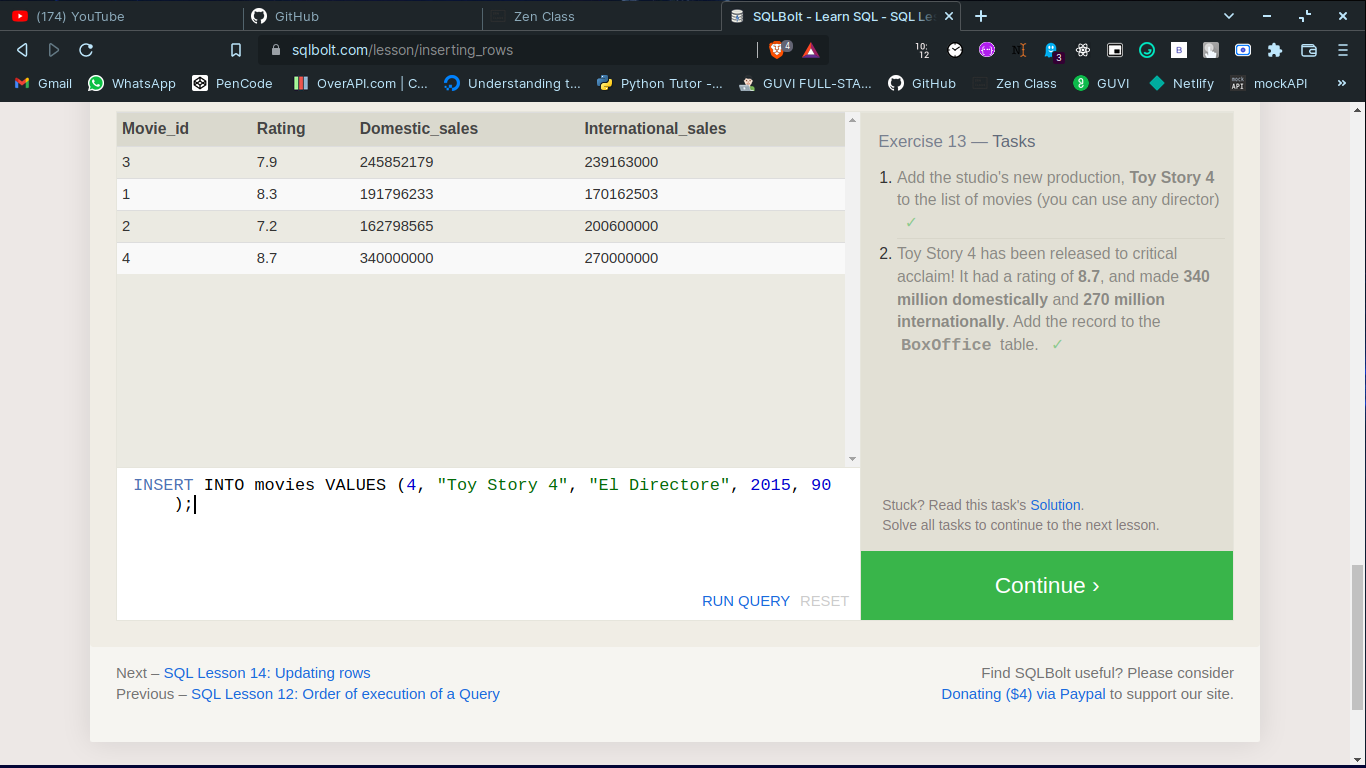 (174) YouTube
GitHub
Zen Class
SQLBolt - Learn SQL - SQL Le
sqlbolt.com/lesson/inserting_rows
4
10:
12
3
B
Gmail
WhatsApp
PenCode
OverAPI.com | C...
Understanding t...
Python Tutor -...
GUVI FULL-STA...
GitHub
Zen Class
GUVI
Netlify
mock
API
mockAPI
»
Movie_id Rating Domestic_sales International_sales
3 7.9 245852179 239163000
1 8.3 191796233 170162503
2 7.2 162798565 200600000
4 8.7 340000000 270000000
INSERT INTO movies VALUES (4, "Toy Story 4", "El Directore", 2015, 90
);
RUN QUERY RESET
Exercise 13 — Tasks
1. Add the studio's new production, Toy Story 4
to the list of movies (you can use any director)
✓
2. Toy Story 4 has been released to critical
acclaim! It had a rating of 8.7, and made 340
million domestically and 270 million
internationally. Add the record to the
BoxOffice table. ✓
Stuck? Read this task's Solution.
Solve all tasks to continue to the next lesson.
Continue ›
Next – SQL Lesson 14: Updating rows
Previous – SQL Lesson 12: Order of execution of a Query
Find SQLBolt useful? Please consider
Donating ($4) via Paypal to support our site.